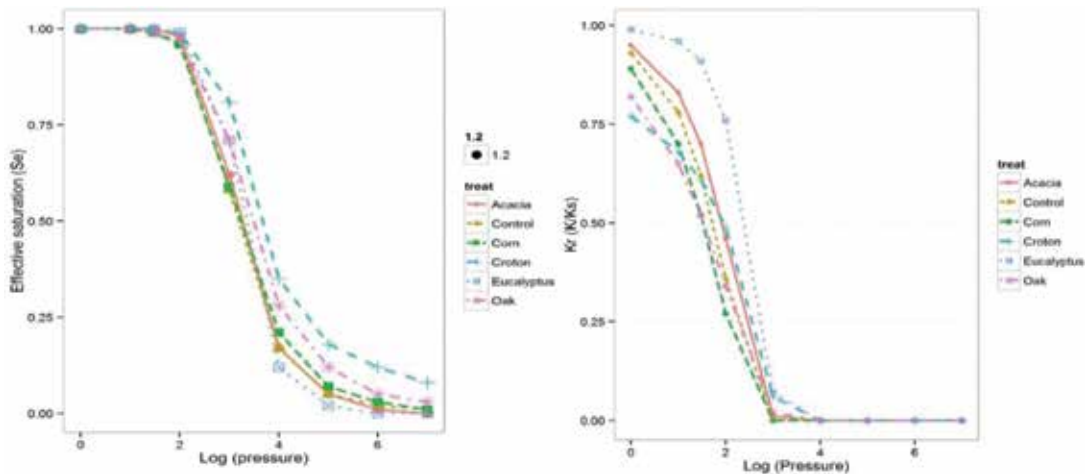 1.00
0.75
0.50
0.25
0.00
Effective saturation (Se)
0
2
4
6
Log (pressure)
1.2
1.2
treat
Acacia
Control
Corn
Croton
Eucalyptus
Oak
1.00
0.75
0.50
0.25
0.00
Kr (K/Ks)
0
2
4
6
Log (Pressure)
treat
Acacia
Control
Corn
Croton
Eucalyptus
Oak